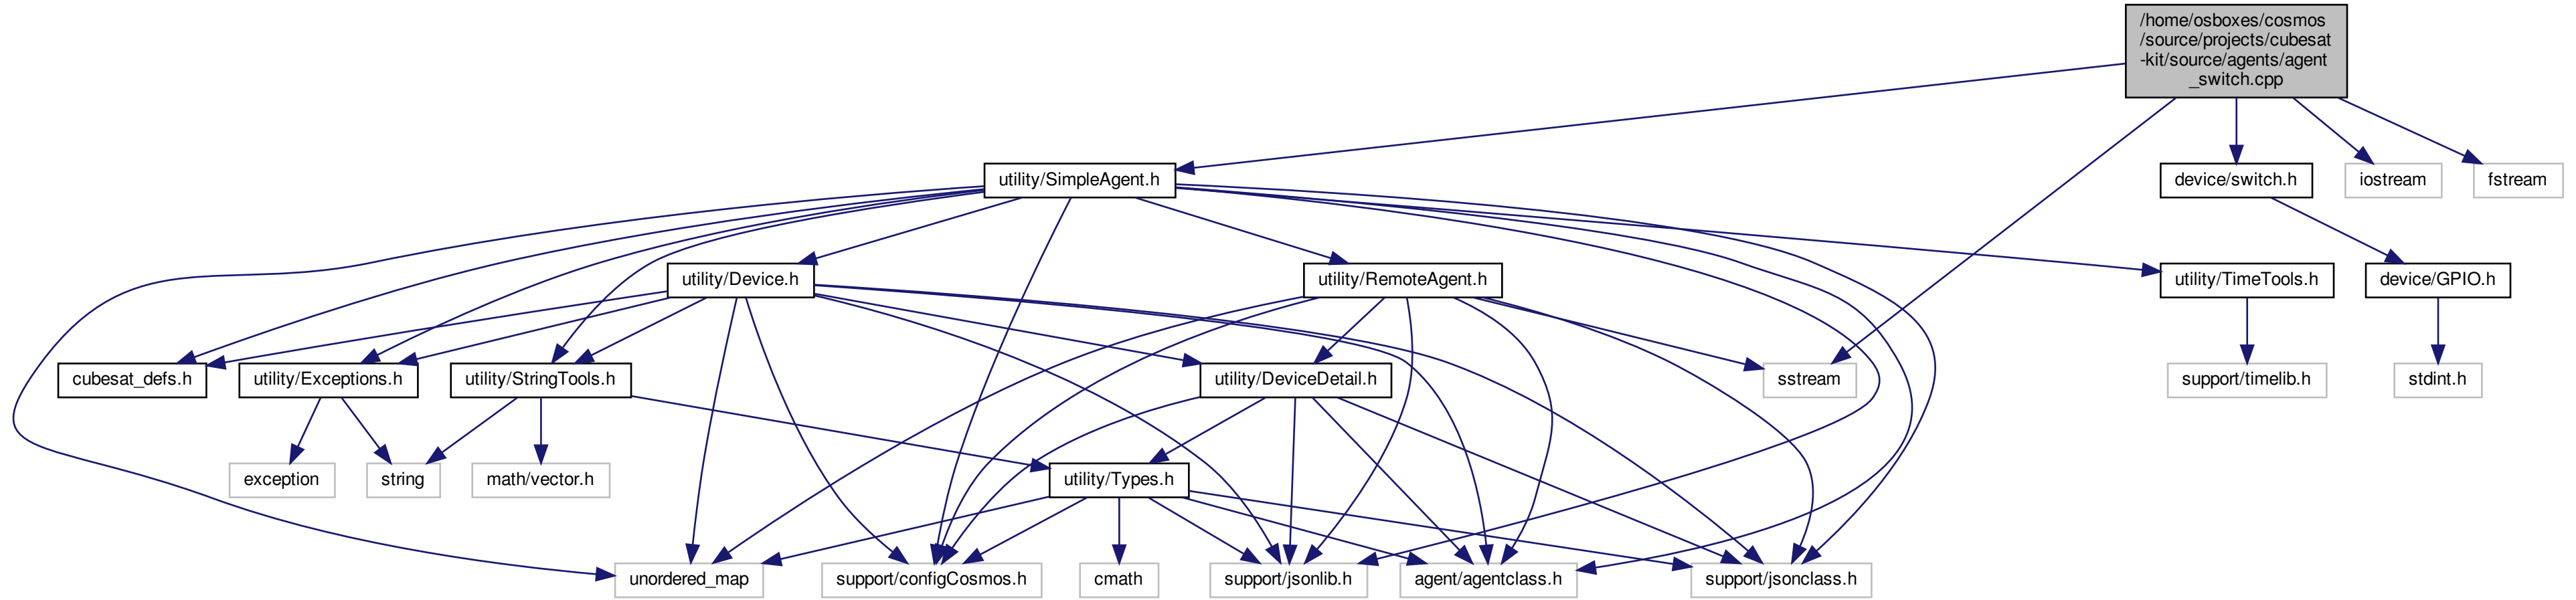 /home/osboxes/cosmos
/source/projects/cubesat
-kit/source/agents/agent
_switch.cpp
utility/SimpleAgent.h
device/switch.h
iostream
fstream
utility/Device.h
utility/RemoteAgent.h
utility/TimeTools.h
device/GPIO.h
cubesat_defs.h
utility/Exceptions.h
utility/StringTools.h
utility/DeviceDetail.h
sstream
support/timelib.h
stdint.h
exception
string
math/vector.h
utility/Types.h
unordered_map
support/configCosmos.h
cmath
support/jsonlib.h
agent/agentclass.h
support/jsonclass.h